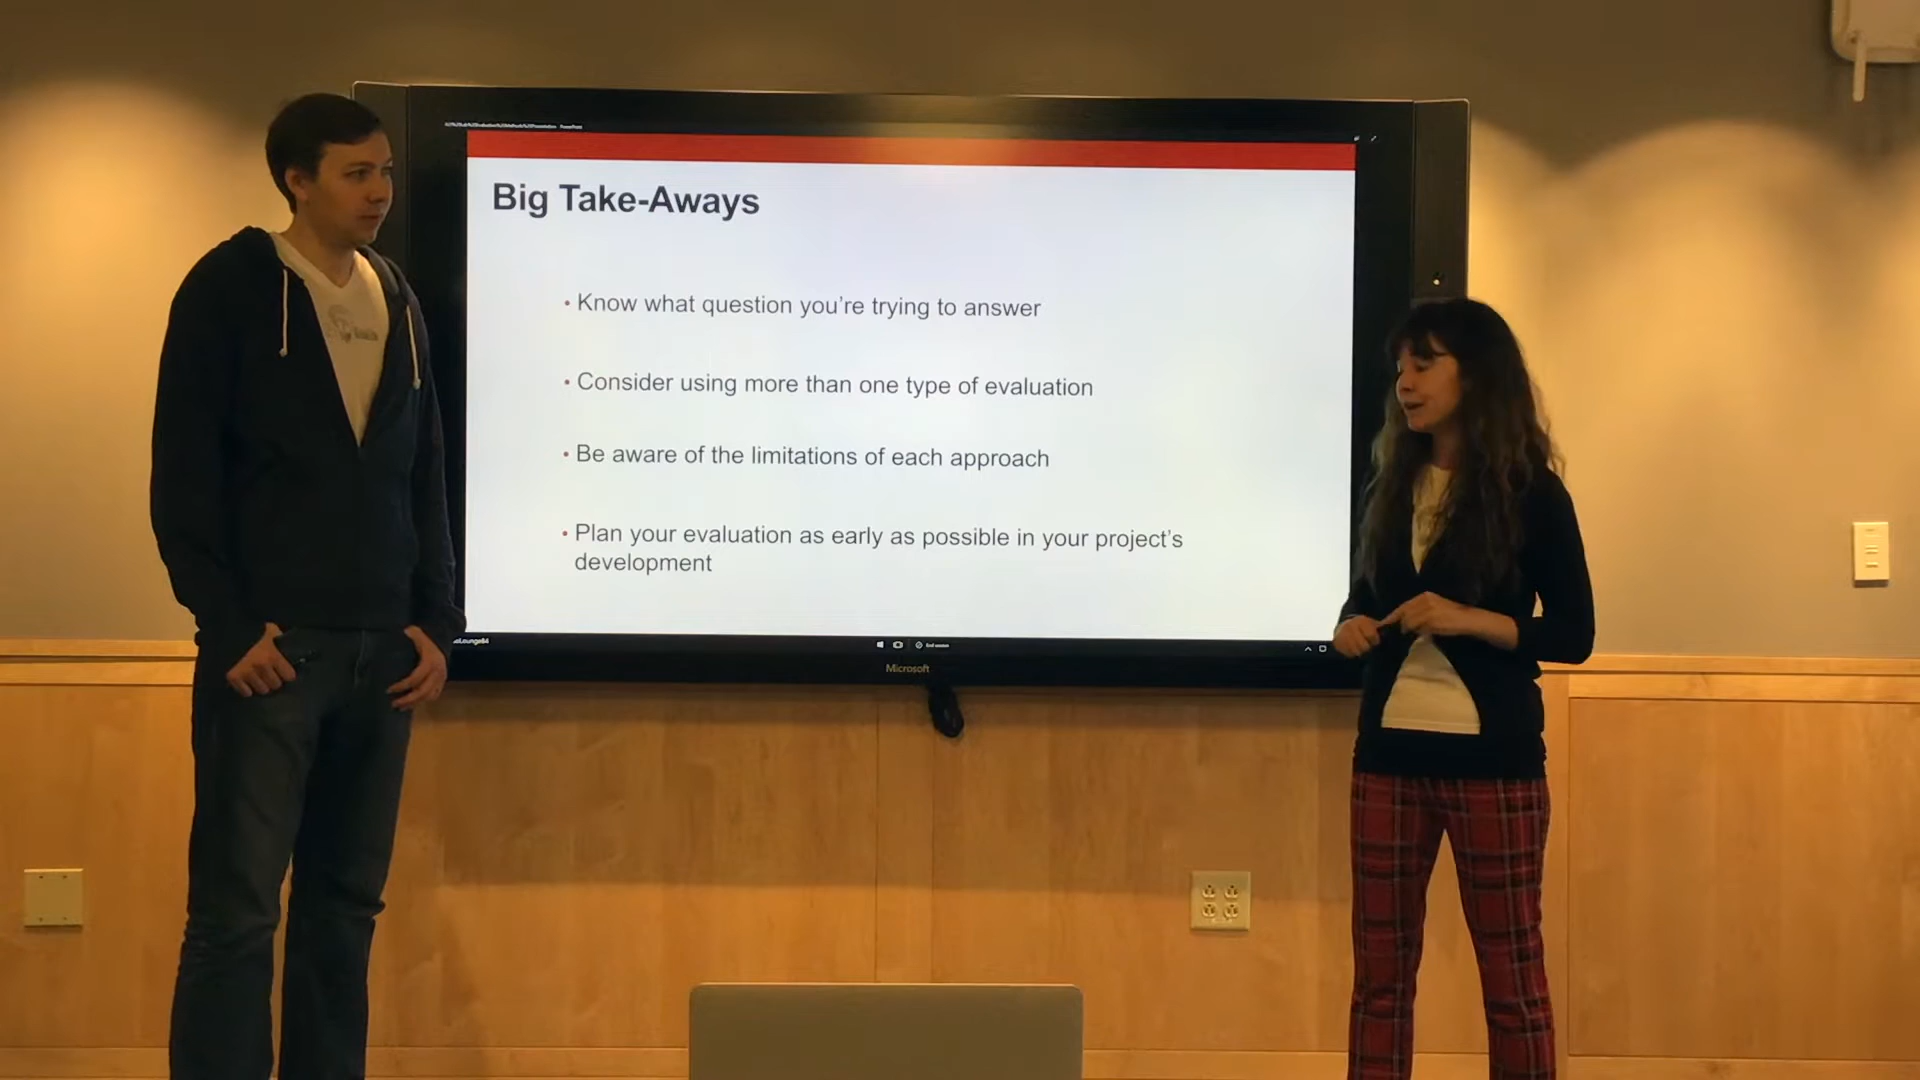 Big Take-Aways
• Know what question you're trying to answer
• Consider using more than one type of evaluation
• Be aware of the limitations of each approach
• Plan your evaluation as early as possible in your project's
development
End session
Microsoft